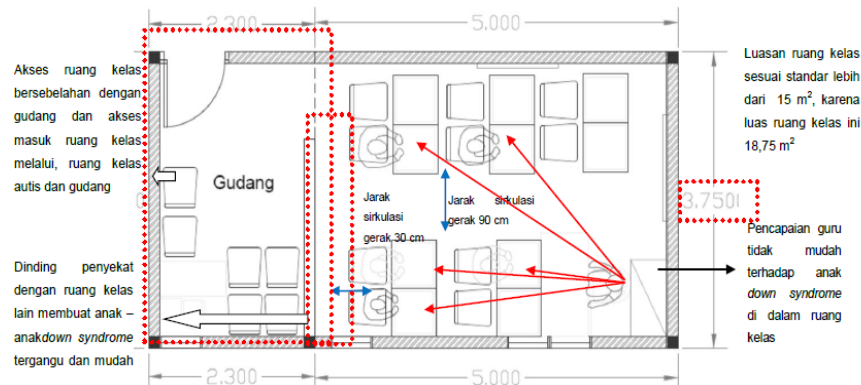 2.300
5.000
Akses ruang kelas
bersebelahan dengan
gudang dan akses
masuk ruang kelas
melalui, ruang kelas
autis dan gudang
Dinding penyekat
dengan ruang kelas
lain membuat anak –
anakdown syndrome
tergangu dan mudah
Gudang
Jarak
sirkulasi
gerak 30 cm
Jarak sirkulasi
gerak 90 cm
Luasan ruang kelas
sesuai standar lebih
dari 15 m², karena
luas ruang kelas ini
18,75 m²
3.750
Pencapaian guru
tidak mudah
terhadap anak
down syndrome
di dalam ruang
kelas
2.300
5.000